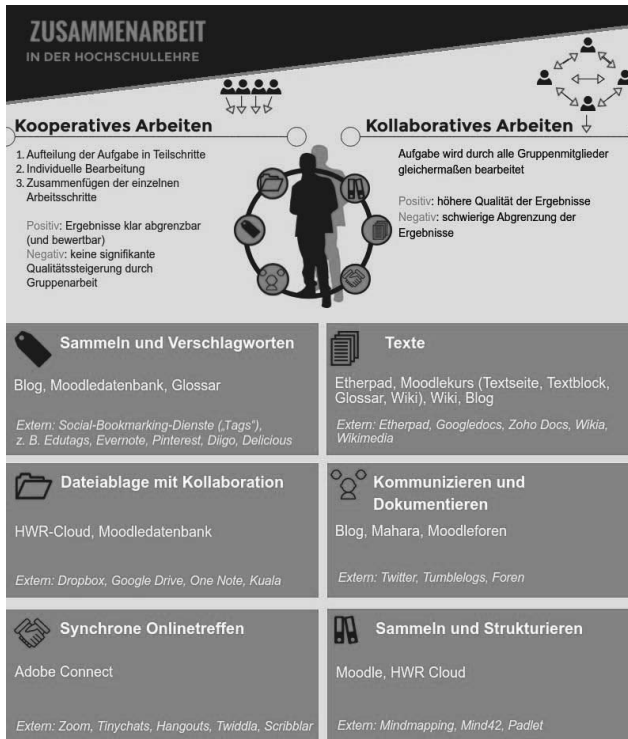 ZUSAMMENARBEIT
IN DER HOCHSCHULLEHRE
Kooperatives Arbeiten
1. Aufteilung der Aufgabe in Teilschritte
2. Individuelle Bearbeitung
3. Zusammenfügen der einzelnen
Arbeitsschritte
Positiv: Ergebnisse klar abgrenzbar
(und bewertbar)
Negativ: keine signifikante
Qualitätssteigerung durch
Gruppenarbeit
Kollaboratives Arbeiten
Aufgabe wird durch alle Gruppenmitglieder
gleichermaßen bearbeitet
Positiv: höhere Qualität der Ergebnisse
Negativ: schwierige Abgrenzung der
Ergebnisse
Sammeln und Verschlagworten
Blog, Moodledatenbank, Glossar
Extern: Social-Bookmarking-Dienste („Tags“),
z. B. Edutags, Evernote, Pinterest, Diigo, Delicious
Texte
Etherpad, Moodlekurs (Textseite, Textblock,
Glossar, Wiki), Wiki, Blog
Extern: Etherpad, Googledocs, Zoho Docs, Wikia,
Wikimedia
Dateiablage mit Kollaboration
HWR-Cloud, Moodledatenbank
Extern: Dropbox, Google Drive, One Note, Kuala
Kommunizieren und
Dokumentieren
Blog, Mahara, Moodleforen
Extern: Twitter, Tumblelogs, Foren
Synchrone Onlinetreffen
Adobe Connect
Extern: Zoom, Tinychats, Hangouts, Twiddla, Scribblar
Sammeln und Strukturieren
Moodle, HWR Cloud
Extern: Mindmapping, Mind42, Padlet